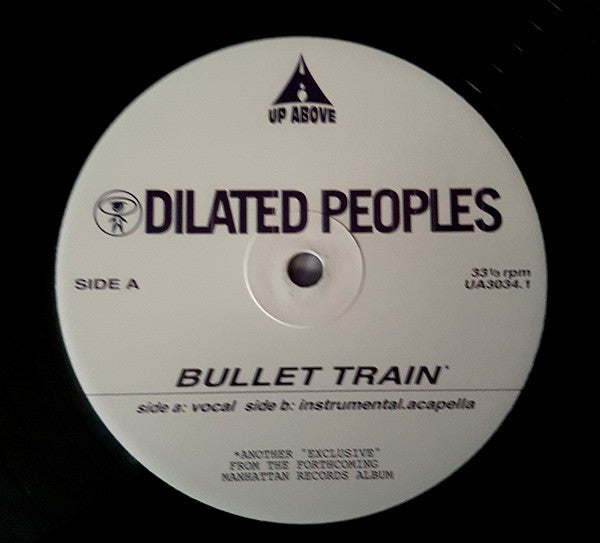 UP ABOVE
DILATED PEOPLES
SIDE A
33⅓ rpm
UA3034.1
BULLET TRAIN*
side a: vocal side b: instrumental.acapella
*ANOTHER "EXCLUSIVE"
FROM THE FORTHCOMING
MANHATTAN RECORDS ALBUM